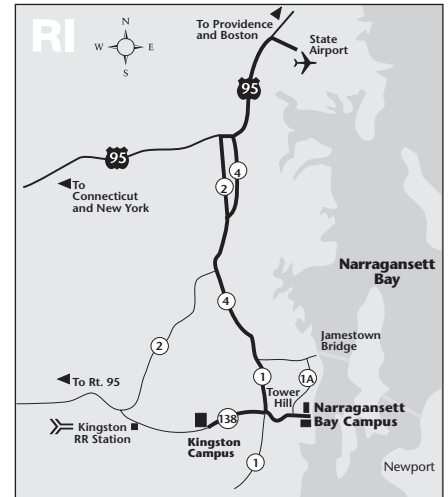 RI
N
W
E
S
To Providence
and Boston
State
Airport
95
95
To
Connecticut
and New York
2
4
Narragansett
Bay
4
2
Jamestown
Bridge
1
1A
To Rt. 95
Tower
Hill
Narragansett
Bay Campus
138
Kingston
RR Station
Kingston
Campus
1
Newport